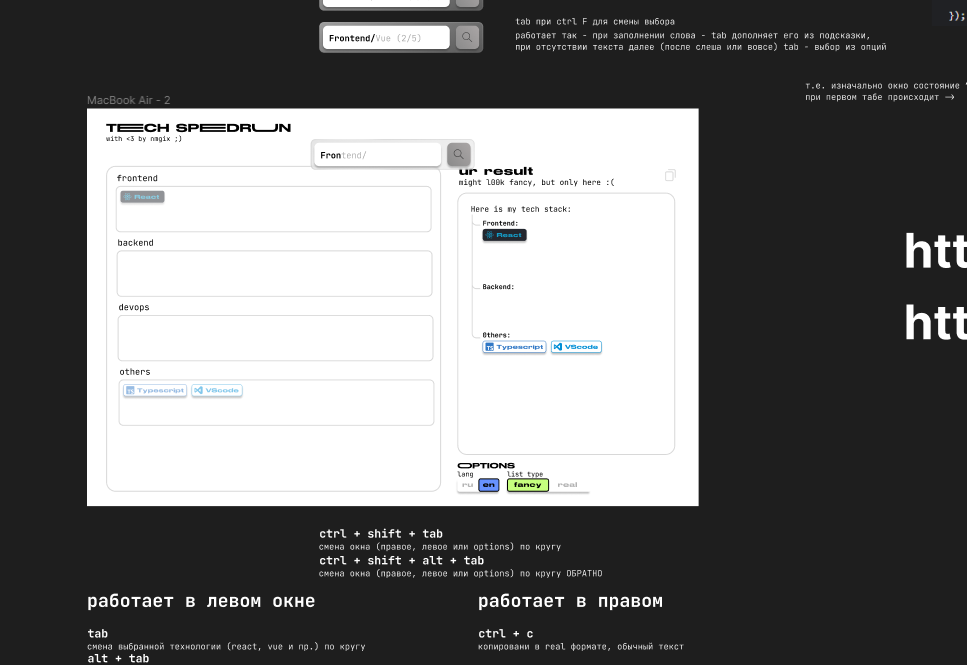 });
Frontend/Vue (2/5)
tab при ctrl F для смены выбора
работает так - при заполнении слова - tab дополняет его из подсказки,
при отсутствии текста далее (после слеша или вовсе) tab - выбор из опций
т.е. изначально окно состояние "
при первом табе происходит ->
MacBook Air - 2
TECH SPEEDRUN
with <3 by nmgix ;)
Frontend/
frontend
React
backend
devops
others
Typescript
VScode
ur result
might l00k fancy, but only here :(
Here is my tech stack:
Frontend:
React
Backend:
Others:
Typescript
VScode
OPTIONS
lang
list type
ru
en
fancy
real
htt
htt
ctrl + shift + tab
смена окна (правое, левое или options) по кругу
ctrl + shift + alt + tab
смена окна (правое, левое или options) по кругу ОБРАТНО
работает в левом окне
tab
смена выбранной технологии (react, vue и пр.) по кругу
alt + tab
работает в правом
ctrl + c
копировани в real формате, обычный текст